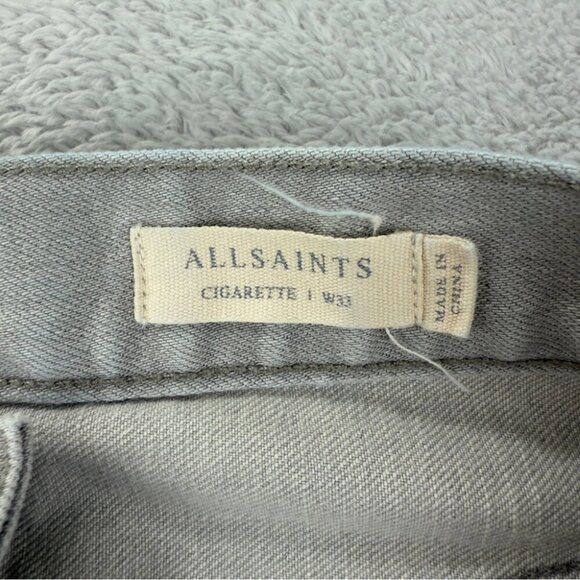 ALLSAINTS
CIGARETTE | W33
MADE IN
CHINA